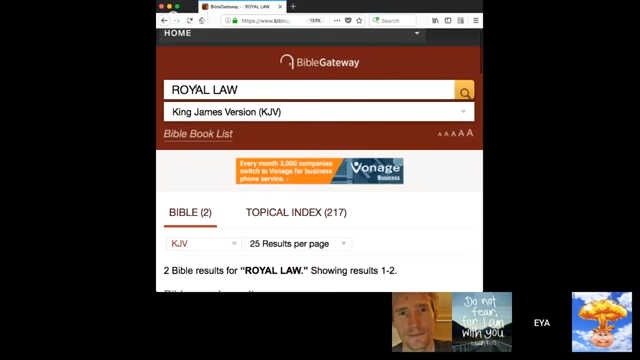 BibleGateway - - ROYAL LAW
https://www.bibleg
133%
Search
HOME
BibleGateway
ROYAL LAW
King James Version (KJV)
Bible Book List
A A A A A
Every month 3,000 companies
switch to Vonage for business
phone service. ›
Vonage
Business
BIBLE (2)
TOPICAL INDEX (217)
KJV
25 Results per page
2 Bible results for “ROYAL LAW.” Showing results 1-2.
Do not
fear,
for I am
with you
EYA